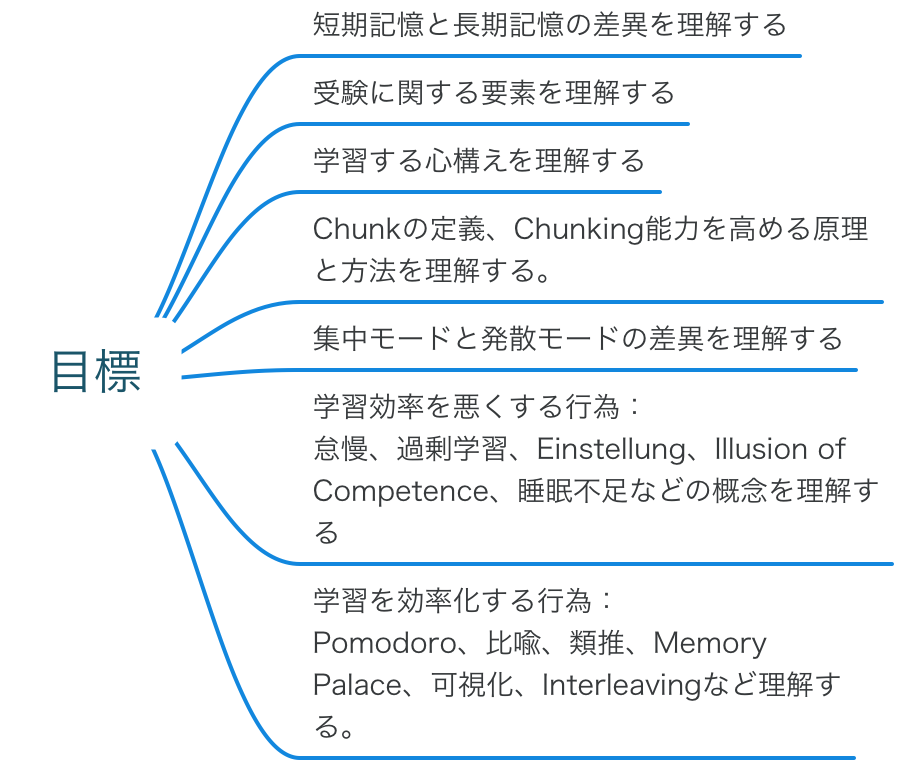 短期記憶と長期記憶の差異を理解する
受験に関する要素を理解する
学習する心構えを理解する
Chunkの定義、Chunking能力を高める原理
と方法を理解する。
集中モードと発散モードの差異を理解する
目標
学習効率を悪くする行為：
怠慢、過剰学習、Einstellung、Illusion of
Competence、睡眠不足などの概念を理解す
る
学習を効率化する行為：
Pomodoro、比喩、類推、Memory
Palace、可視化、Interleavingなど理解す
る。